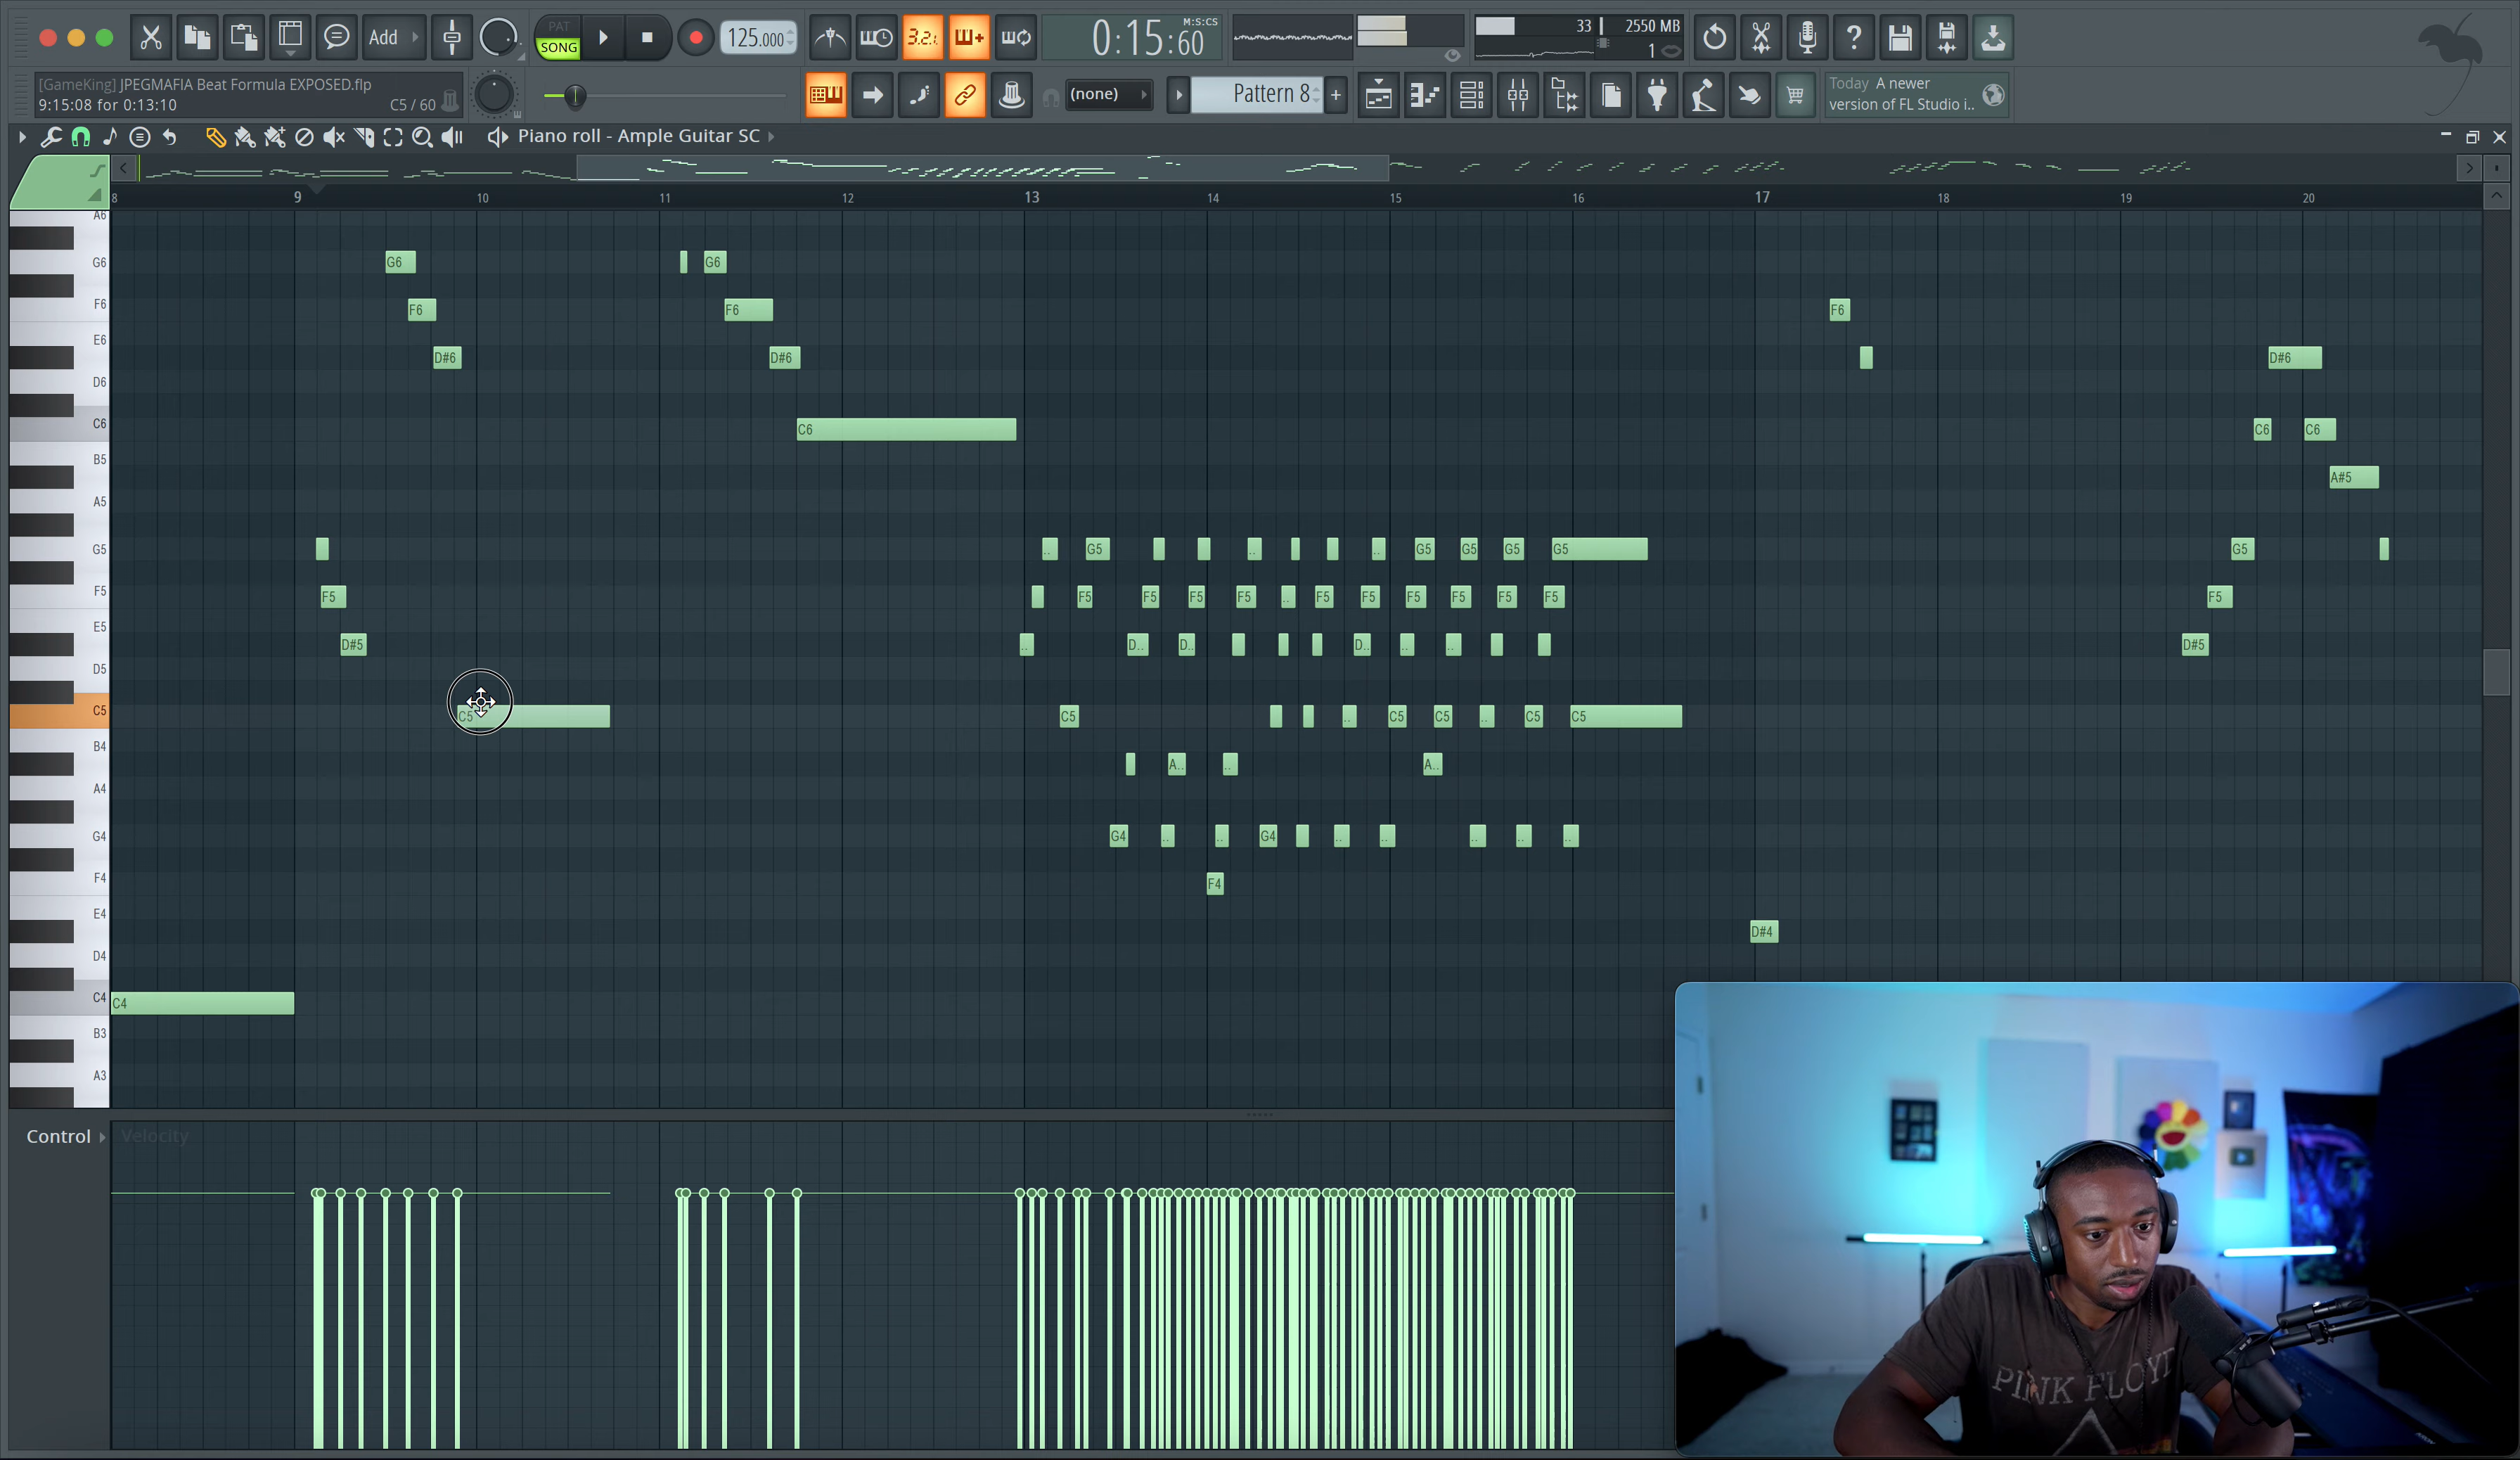 Add
PAT
SONG
125.000
3.2.1
0:15:60
M:S:CS
33
2550 MB
1
[GameKing] JPEGMAFIA Beat Formula EXPOSED.flp
9:15:08 for 0:13:10
C5 / 60
(none)
Pattern 8
+
Today A newer
version of FL Studio i..
Piano roll - Ample Guitar SC
8 9 10 11 12 13 14 15 16 17 18 19 20
A6
G6 G6 G6
F6 F6 F6 F6
E6
D#6 D#6 D#6
D6
C6 C6 C6 C6
B5
A#5
A5
G5 .. G5 .. .. G5 G5 G5 G5 G5
F5 F5 F5 F5 F5 F5 .. F5 F5 F5 F5 F5 F5 F5
E5
D#5 .. D.. D.. D.. .. .. D#5
D5
C5 C5 C5 .. C5 C5 .. C5 C5
B4
A.. .. A..
A4
G4 G4 .. .. G4 .. .. .. .. ..
F4 F4
E4
D#4
D4
C4 C4
B3
A3
Control Velocity
PINK FLOYD